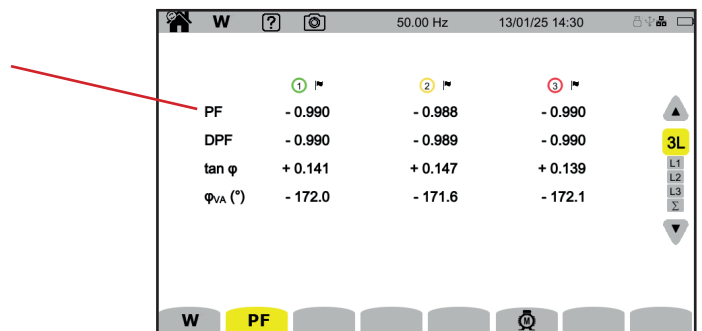 W ? 50.00 Hz 13/01/25 14:30
1 2 3
PF - 0.990 - 0.988 - 0.990
DPF - 0.990 - 0.989 - 0.990
tan φ + 0.141 + 0.147 + 0.139
φVA (°) - 172.0 - 171.6 - 172.1
3L
L1
L2
L3
Σ
W PF M